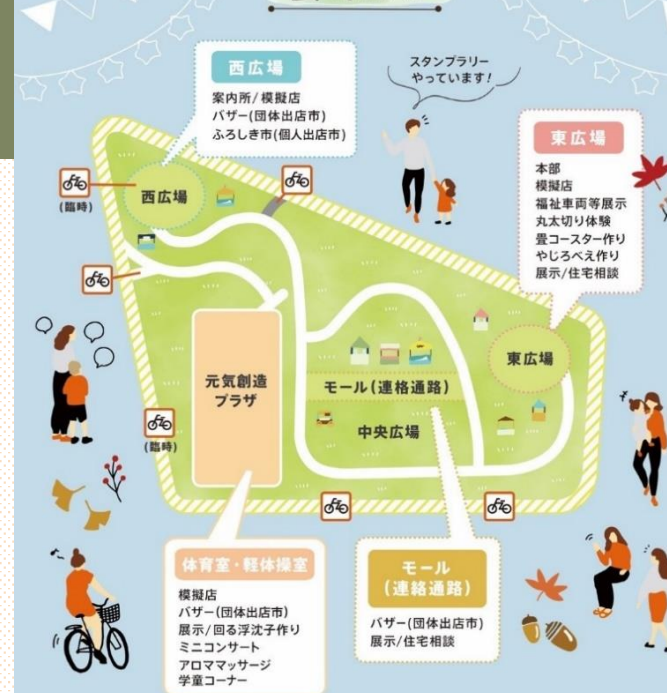 西広場
案内所/模擬店
バザー(団体出店市)
ふろしき市(個人出店市)
スタンプラリー
やっています!
東広場
本部
模擬店
福祉車両等展示
丸太切り体験
畳コースター作り
やじろべえ作り
展示/住宅相談
(臨時)
西広場
元気創造
プラザ
モール(連格通路)
中央広場
東広場
(臨時)
体育室・軽体操室
模擬店
バザー(団体出店市)
展示/回る浮沈子作り
ミニコンサート
アロママッサージ
学童コーナー
モール
(連絡通路)
バザー(団体出店市)
展示/住宅相談